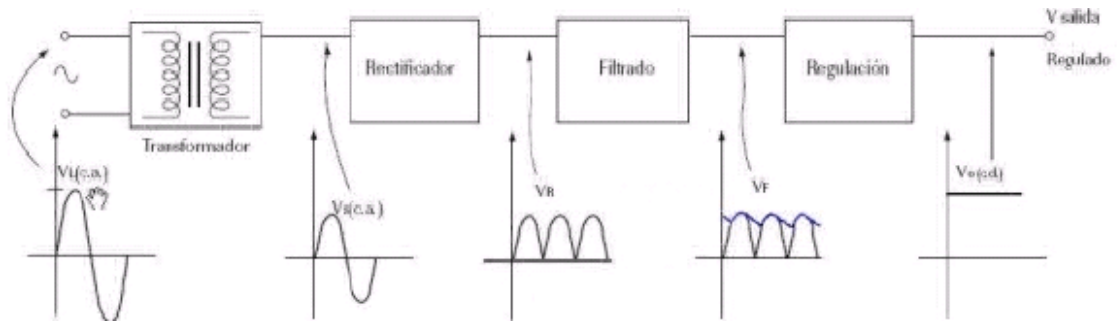 V salida
Regulado
Rectificador
Filtrado
Regulación
Transformador
Vi(c.a.)
Vs(c.a.)
VR
VF
Vo(c.d.)